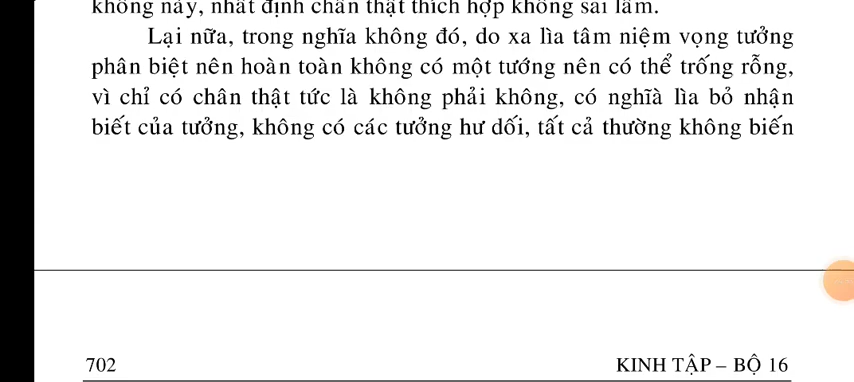 không này, nhất định chân thật thích hợp không sai lầm.
Lại nữa, trong nghĩa không đó, do xa lìa tâm niệm vọng tưởng
phân biệt nên hoàn toàn không có một tướng nên có thể trống rỗng,
vì chỉ có chân thật tức là không phải không, có nghĩà lìa bỏ nhận
biết của tưởng, không có các tưởng hư dối, tất cả thường không biến
702
KINH TẬP – BỘ 16